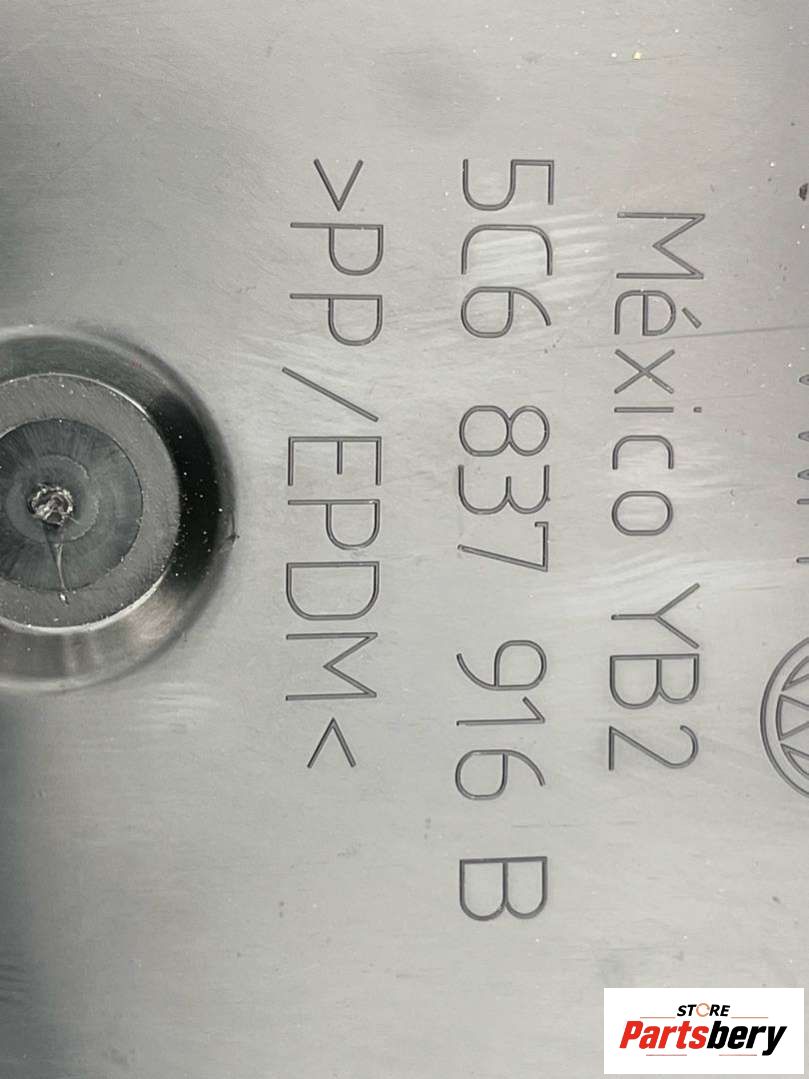 México YB2
5C6 837 916 B
>PP/EPDM<
STORE
Partsbery